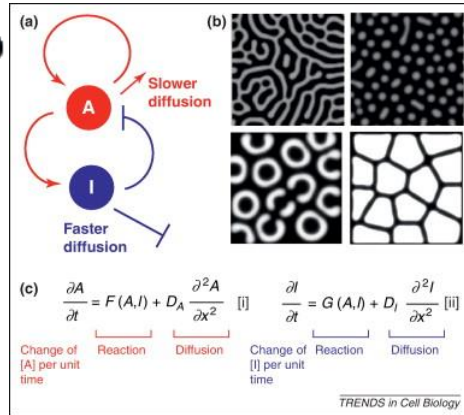 (a)
(b)
Slower
diffusion
A
I
Faster
diffusion
(c) ∂A/∂t = F (A,I) + D_A ∂²A/∂x² [i] ∂I/∂t = G (A,I) + D_I ∂²I/∂x² [ii]
Change of [A] per unit time
Reaction
Diffusion
Change of [I] per unit time
Reaction
Diffusion
TRENDS in Cell Biology